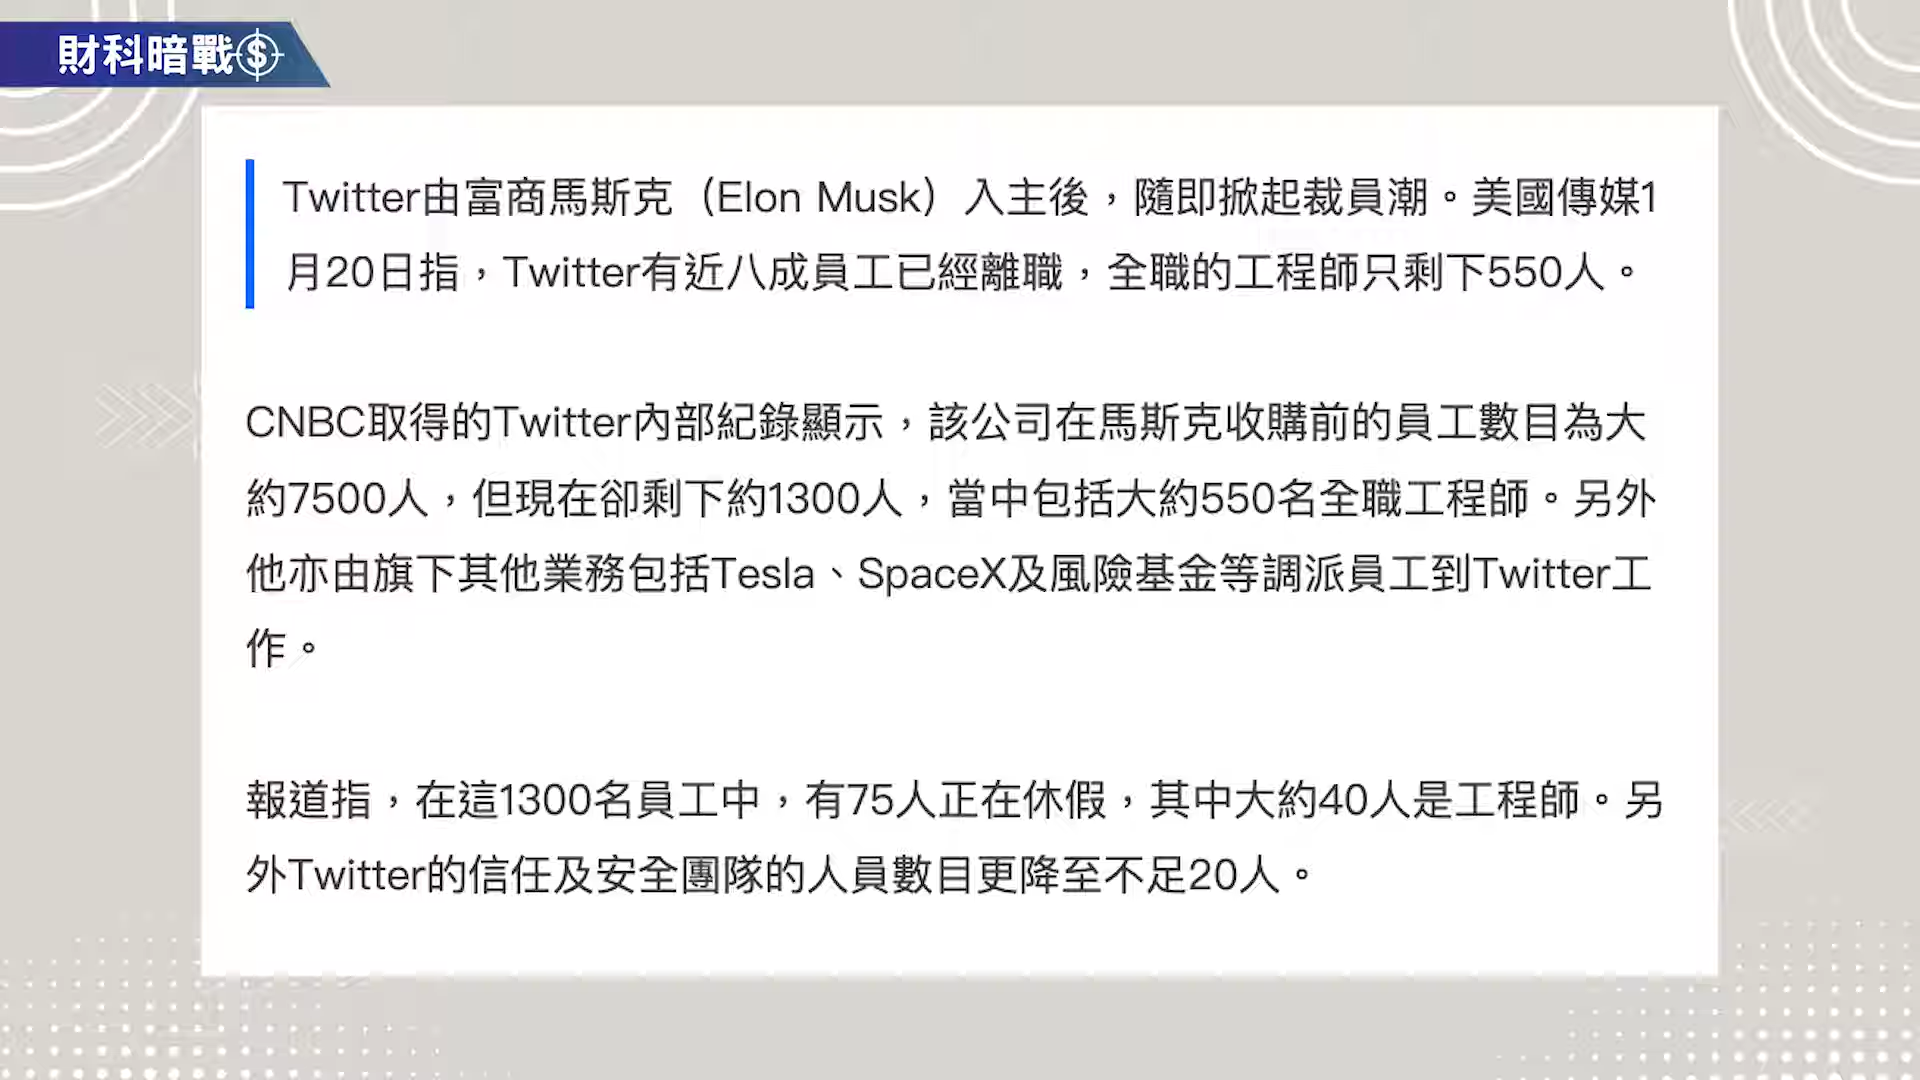 財科暗戰
Twitter由富商馬斯克（Elon Musk）入主後，隨即掀起裁員潮。美國傳媒1
月20日指，Twitter有近八成員工已經離職，全職的工程師只剩下550人。
CNBC取得的Twitter內部紀錄顯示，該公司在馬斯克收購前的員工數目為大
約7500人，但現在卻剩下約1300人，當中包括大約550名全職工程師。另外
他亦由旗下其他業務包括Tesla、SpaceX及風險基金等調派員工到Twitter工
作。
報道指，在這1300名員工中，有75人正在休假，其中大約40人是工程師。另
外Twitter的信任及安全團隊的人員數目更降至不足20人。